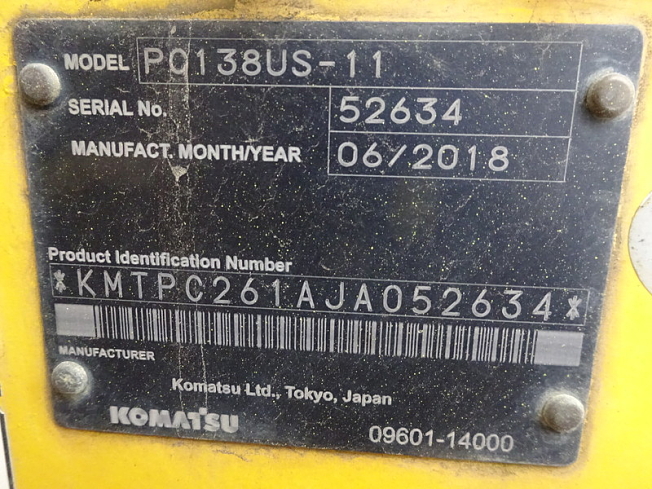 MODEL PC138US-11
SERIAL No. 52634
MANUFACT. MONTH/YEAR 06/2018
Product Identification Number
*KMTPC261AJA052634*
MANUFACTURER
Komatsu Ltd., Tokyo, Japan
KOMATSU
09601-14000